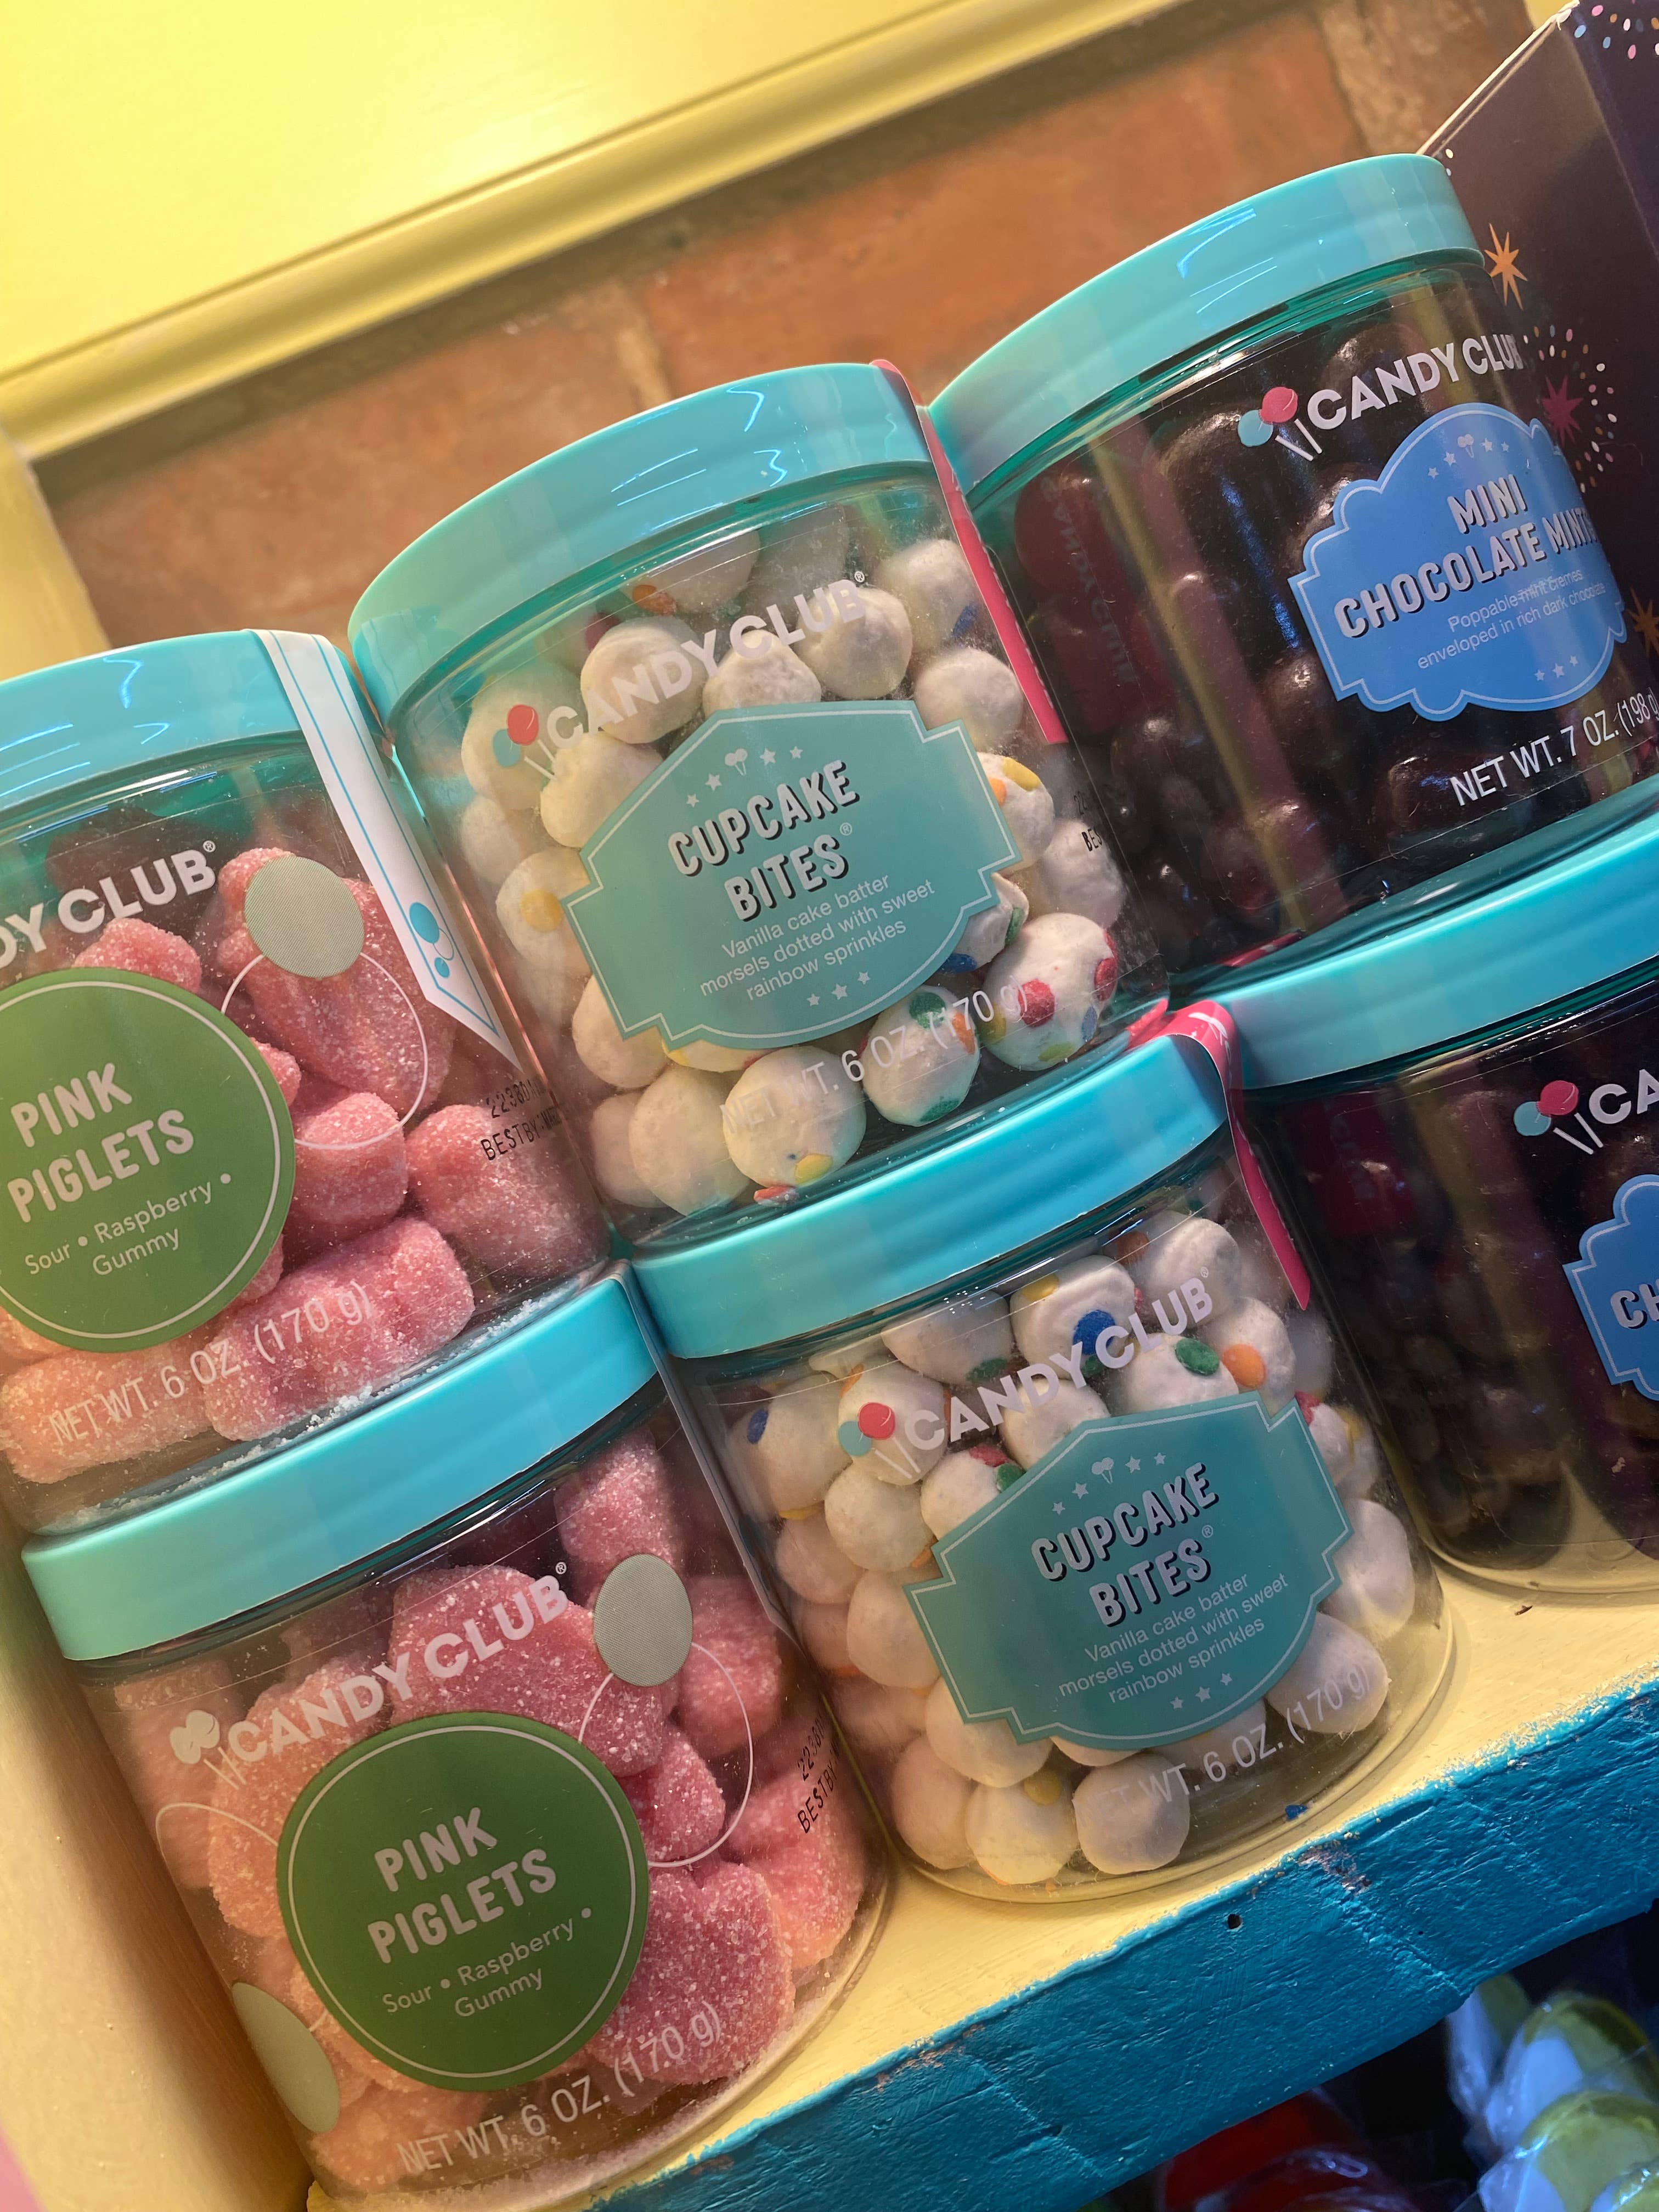 DY CLUB®
PINK
PIGLETS
Sour • Raspberry •
Gummy
NET WT. 6 OZ. (170 g)
CANDY CLUB®
CUPCAKE
BITES®
Vanilla cake batter
morsels dotted with sweet
rainbow sprinkles
NET WT. 6 OZ. (170 g)
CANDY CLUB
MINI
CHOCOLATE MINTS
Poppable mint cremes
enveloped in rich dark chocolate
NET WT. 7 OZ. (198 g)
CANDY CLUB®
PINK
PIGLETS
Sour • Raspberry •
Gummy
NET WT. 6 OZ. (170 g)
CANDY CLUB®
CUPCAKE
BITES®
Vanilla cake batter
morsels dotted with sweet
rainbow sprinkles
NET WT. 6 OZ. (170 g)
CA
CH